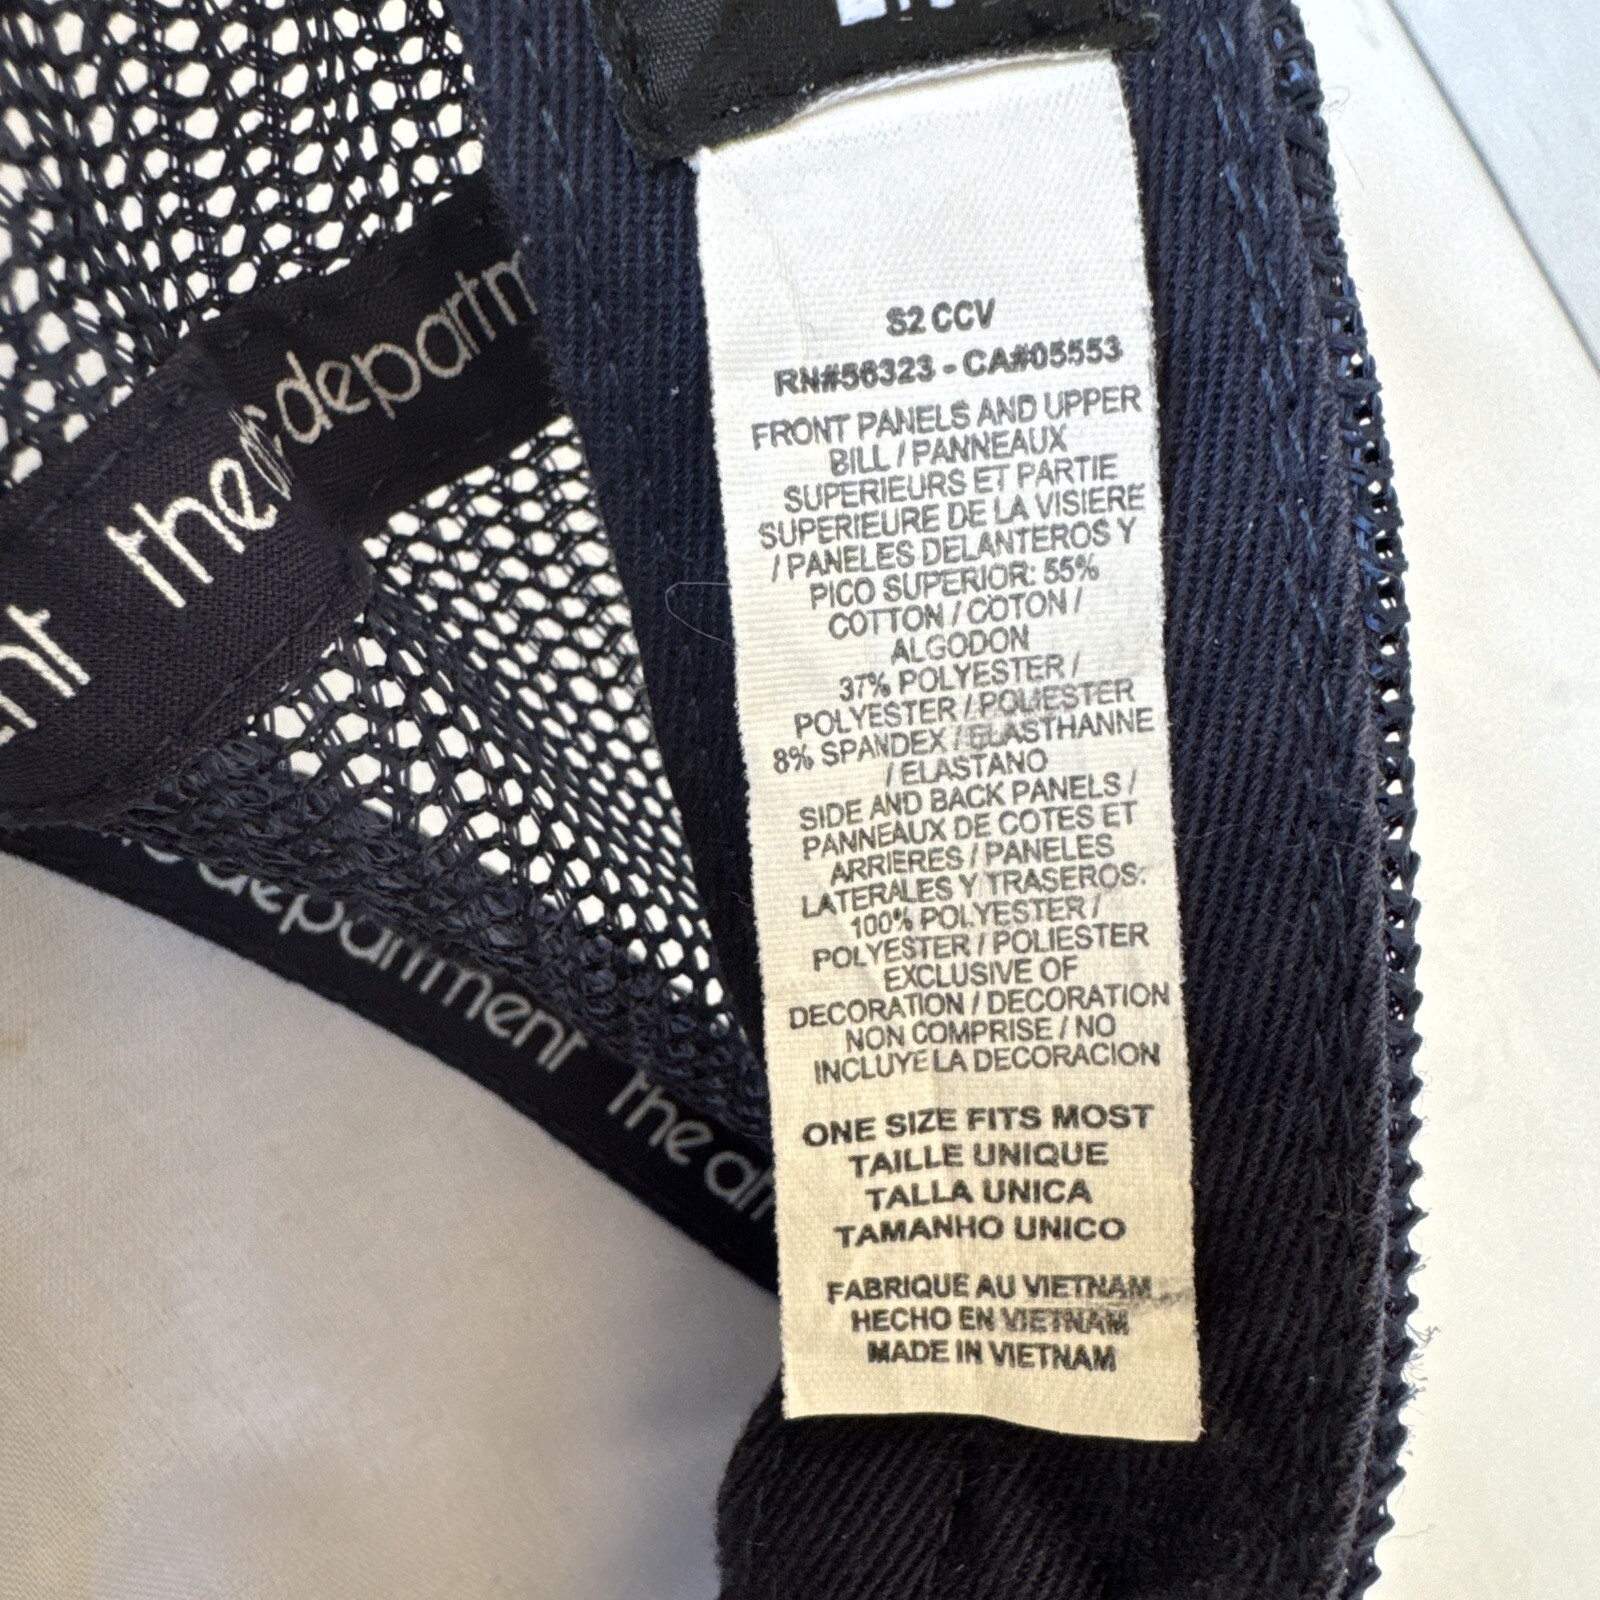 S2 CCV
RN#56323 - CA#05553
FRONT PANELS AND UPPER
BILL / PANNEAUX
SUPERIEURS ET PARTIE
SUPERIEURE DE LA VISIERE
/ PANELES DELANTEROS Y
PICO SUPERIOR: 55%
COTTON / COTON /
ALGODON
37% POLYESTER /
POLYESTER / POLIESTER
8% SPANDEX / ELASTHANNE
/ ELASTANO
SIDE AND BACK PANELS /
PANNEAUX DE COTES ET
ARRIERES / PANELES
LATERALES Y TRASEROS:
100% POLYESTER /
POLYESTER / POLIESTER
EXCLUSIVE OF
DECORATION / DECORATION
NON COMPRISE / NO
INCLUYE LA DECORACION
ONE SIZE FITS MOST
TAILLE UNIQUE
TALLA UNICA
TAMANHO UNICO
FABRIQUE AU VIETNAM
HECHO EN VIETNAM
MADE IN VIETNAM
departm
the
department the